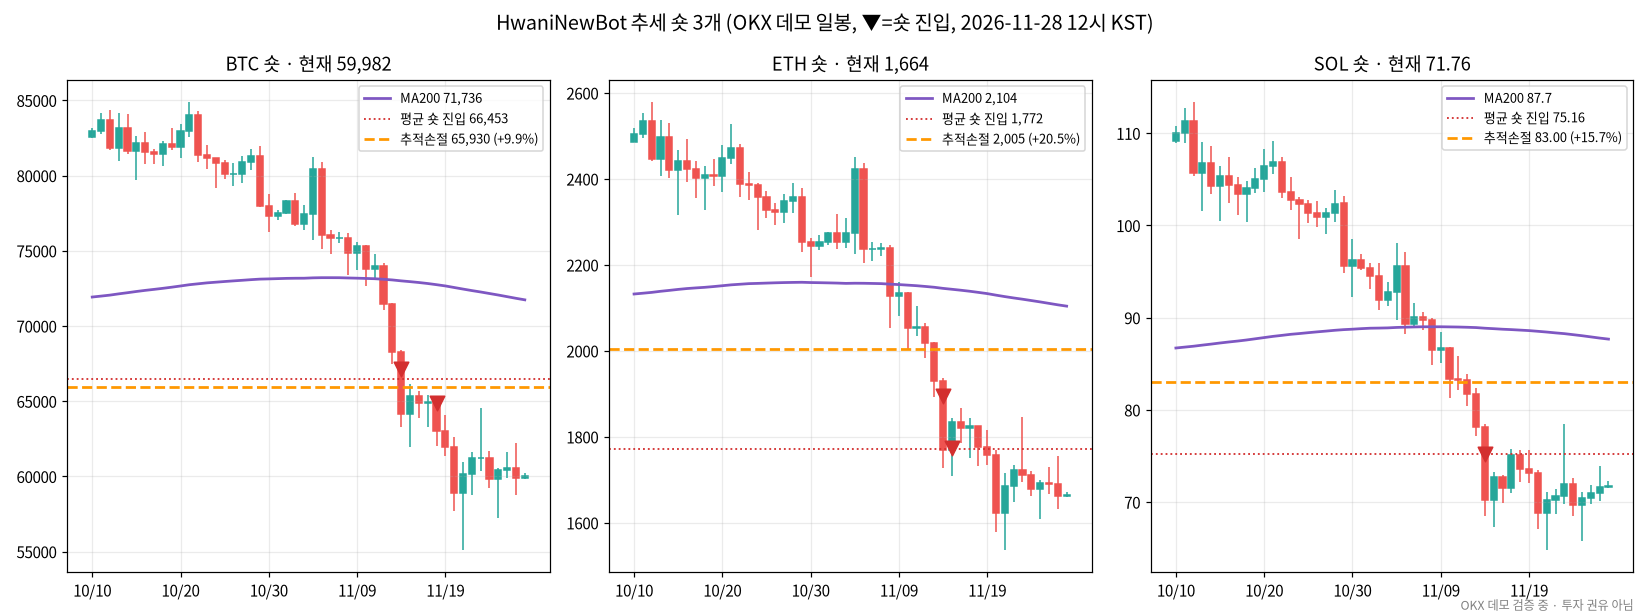 HwaniNewBot 추세 숏 3개 (OKX 데모 일봉, ▼=숏 진입, 2026-11-28 12시 KST)
BTC 숏 · 현재 59,982
MA200 71,736
평균 숏 진입 66,453
추적손절 65,930 (+9.9%)
85000
80000
75000
70000
65000
60000
55000
10/10
10/20
10/30
11/09
11/19
ETH 숏 · 현재 1,664
MA200 2,104
평균 숏 진입 1,772
추적손절 2,005 (+20.5%)
2600
2400
2200
2000
1800
1600
10/10
10/20
10/30
11/09
11/19
SOL 숏 · 현재 71.76
MA200 87.7
평균 숏 진입 75.16
추적손절 83.00 (+15.7%)
110
100
90
80
70
10/10
10/20
10/30
11/09
11/19
OKX 데모 검증 중 · 투자 권유 아님